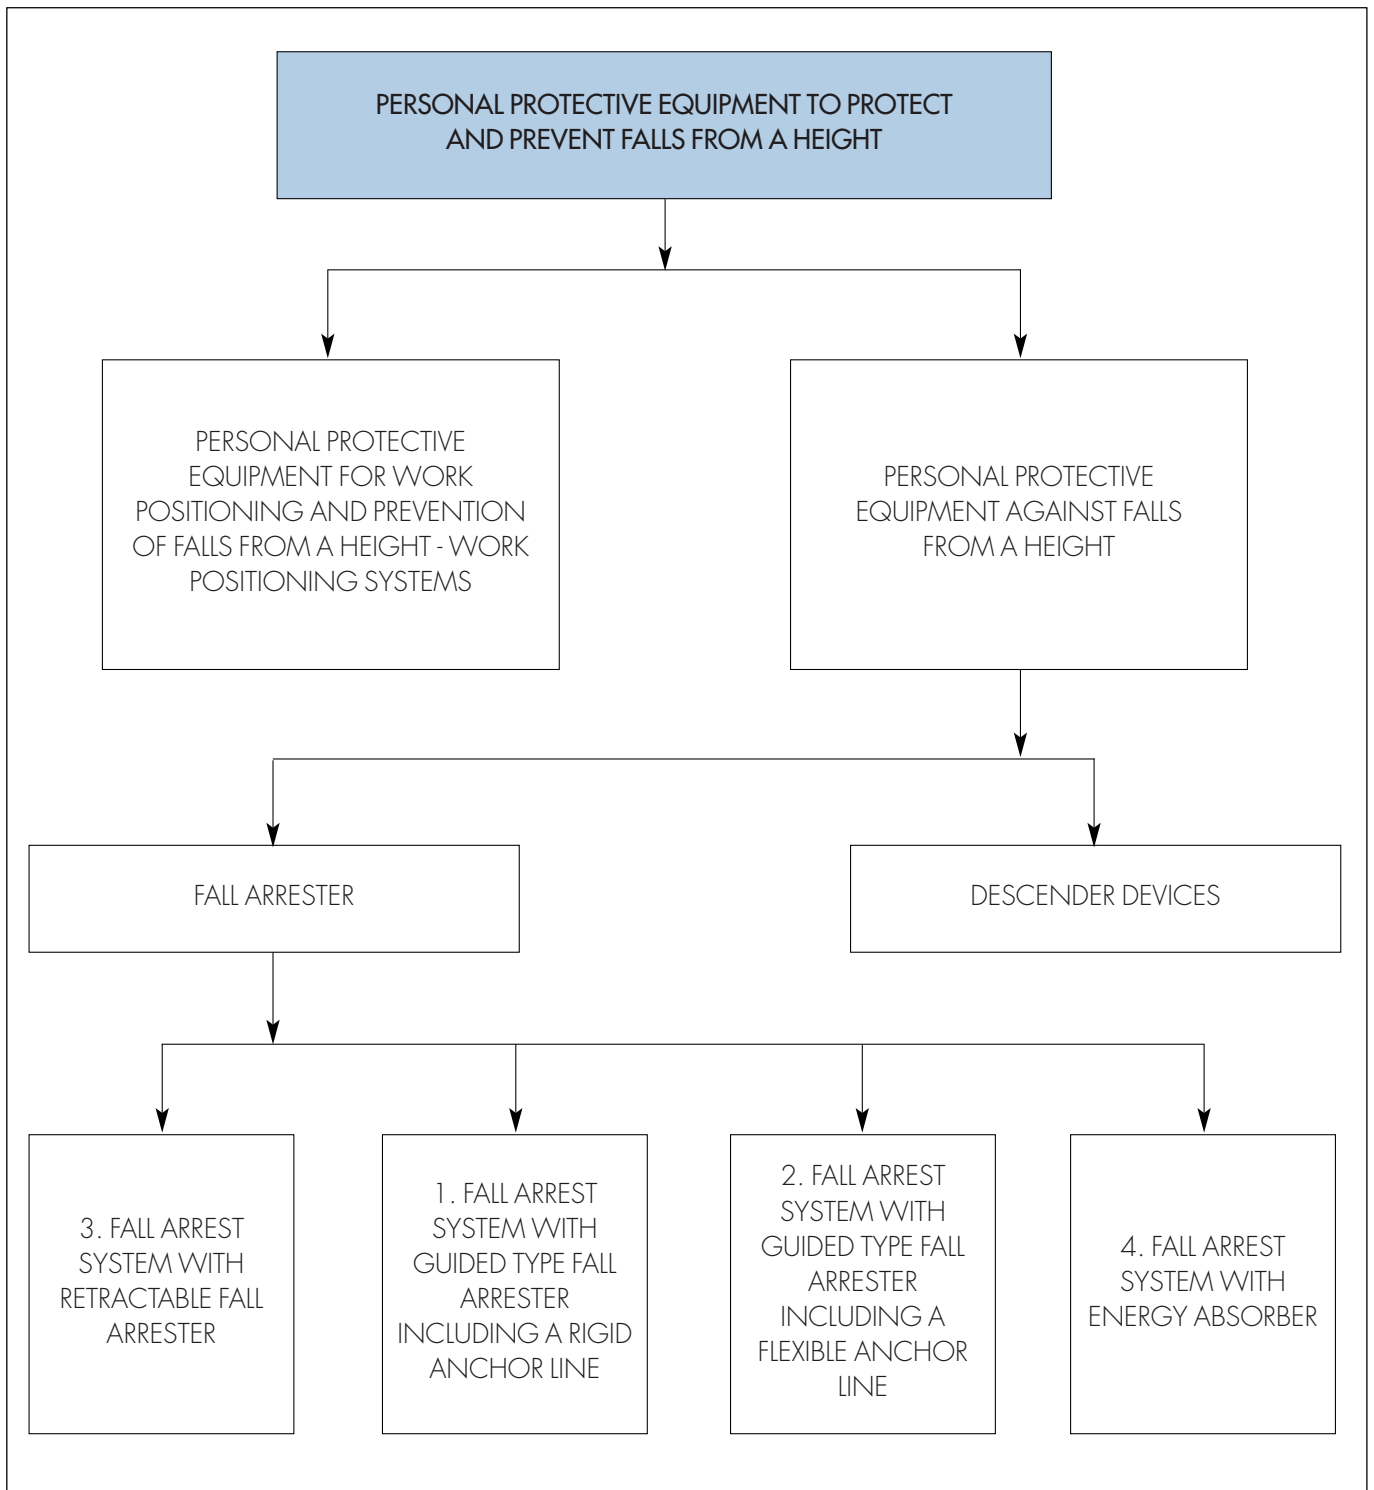 PERSONAL PROTECTIVE EQUIPMENT TO PROTECT
AND PREVENT FALLS FROM A HEIGHT
PERSONAL PROTECTIVE
EQUIPMENT FOR WORK
POSITIONING AND PREVENTION
OF FALLS FROM A HEIGHT - WORK
POSITIONING SYSTEMS
PERSONAL PROTECTIVE
EQUIPMENT AGAINST FALLS
FROM A HEIGHT
FALL ARRESTER
DESCENDER DEVICES
3. FALL ARREST
SYSTEM WITH
RETRACTABLE FALL
ARRESTER
1. FALL ARREST
SYSTEM WITH
GUIDED TYPE FALL
ARRESTER
INCLUDING A RIGID
ANCHOR LINE
2. FALL ARREST
SYSTEM WITH
GUIDED TYPE FALL
ARRESTER
INCLUDING A
FLEXIBLE ANCHOR
LINE
4. FALL ARREST
SYSTEM WITH
ENERGY ABSORBER